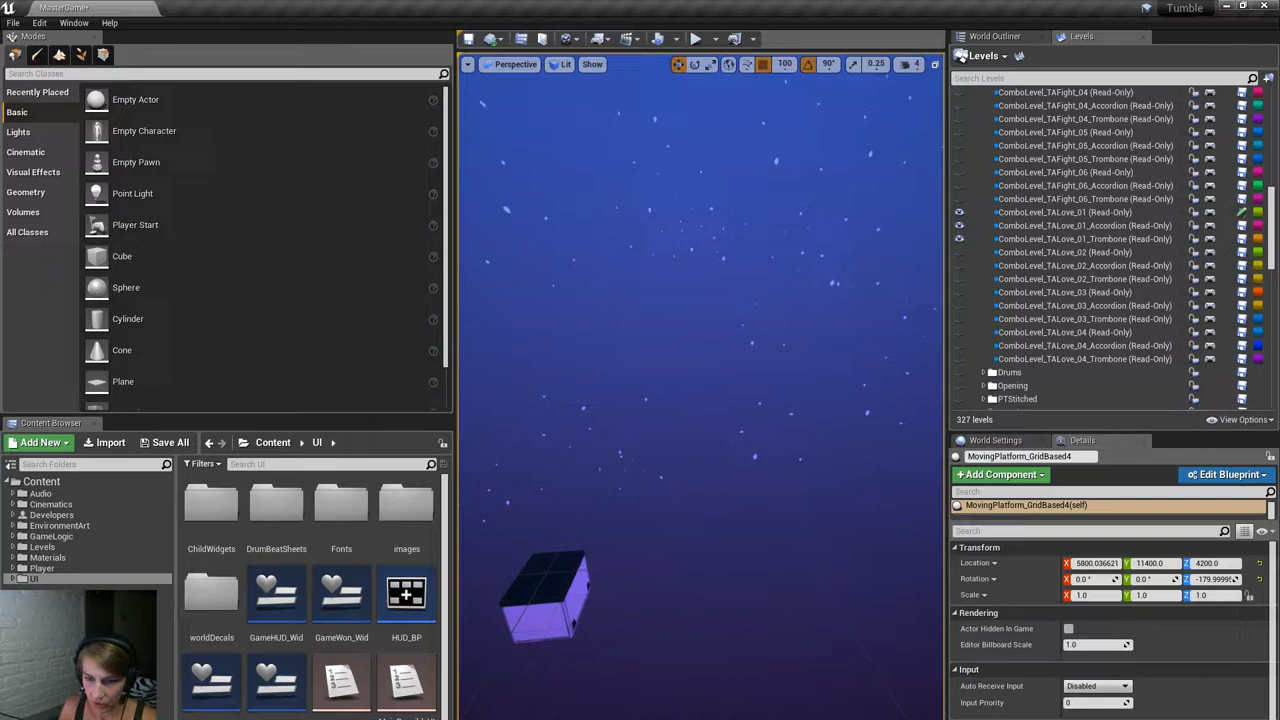 MasterGame*
Tumble
File Edit Window Help
Modes
Search Classes
Recently Placed
Basic
Lights
Cinematic
Visual Effects
Geometry
Volumes
All Classes
Empty Actor
Empty Character
Empty Pawn
Point Light
Player Start
Cube
Sphere
Cylinder
Cone
Plane
Perspective Lit Show 100 90° 0.25 4
World Outliner Levels
Levels
Search Levels
ComboLevel_TAFight_04 (Read-Only)
ComboLevel_TAFight_04_Accordion (Read-Only)
ComboLevel_TAFight_04_Trombone (Read-Only)
ComboLevel_TAFight_05 (Read-Only)
ComboLevel_TAFight_05_Accordion (Read-Only)
ComboLevel_TAFight_05_Trombone (Read-Only)
ComboLevel_TAFight_06 (Read-Only)
ComboLevel_TAFight_06_Accordion (Read-Only)
ComboLevel_TAFight_06_Trombone (Read-Only)
ComboLevel_TALove_01 (Read-Only)
ComboLevel_TALove_01_Accordion (Read-Only)
ComboLevel_TALove_01_Trombone (Read-Only)
ComboLevel_TALove_02 (Read-Only)
ComboLevel_TALove_02_Accordion (Read-Only)
ComboLevel_TALove_02_Trombone (Read-Only)
ComboLevel_TALove_03 (Read-Only)
ComboLevel_TALove_03_Accordion (Read-Only)
ComboLevel_TALove_03_Trombone (Read-Only)
ComboLevel_TALove_04 (Read-Only)
ComboLevel_TALove_04_Accordion (Read-Only)
ComboLevel_TALove_04_Trombone (Read-Only)
Drums
Opening
PTStitched
327 levels View Options
Content Browser
Add New Import Save All Content UI
Search Folders
Filters Search UI
Content
Audio
Cinematics
Developers
EnvironmentArt
GameLogic
Levels
Materials
Player
UI
ChildWidgets DrumBeatSheets Fonts images
worldDecals GameHUD_Wid GameWon_Wid HUD_BP
World Settings Details
MovingPlatform_GridBased4
+Add Component Edit Blueprint
Search
MovingPlatform_GridBased4(self)
Search
Transform
Location X 5800.036621 Y 11400.0 Z 4200.0
Rotation X 0.0° Y 0.0° Z -179.9999
Scale X 1.0 Y 1.0 Z 1.0
Rendering
Actor Hidden In Game
Editor Billboard Scale 1.0
Input
Auto Receive Input Disabled
Input Priority 0